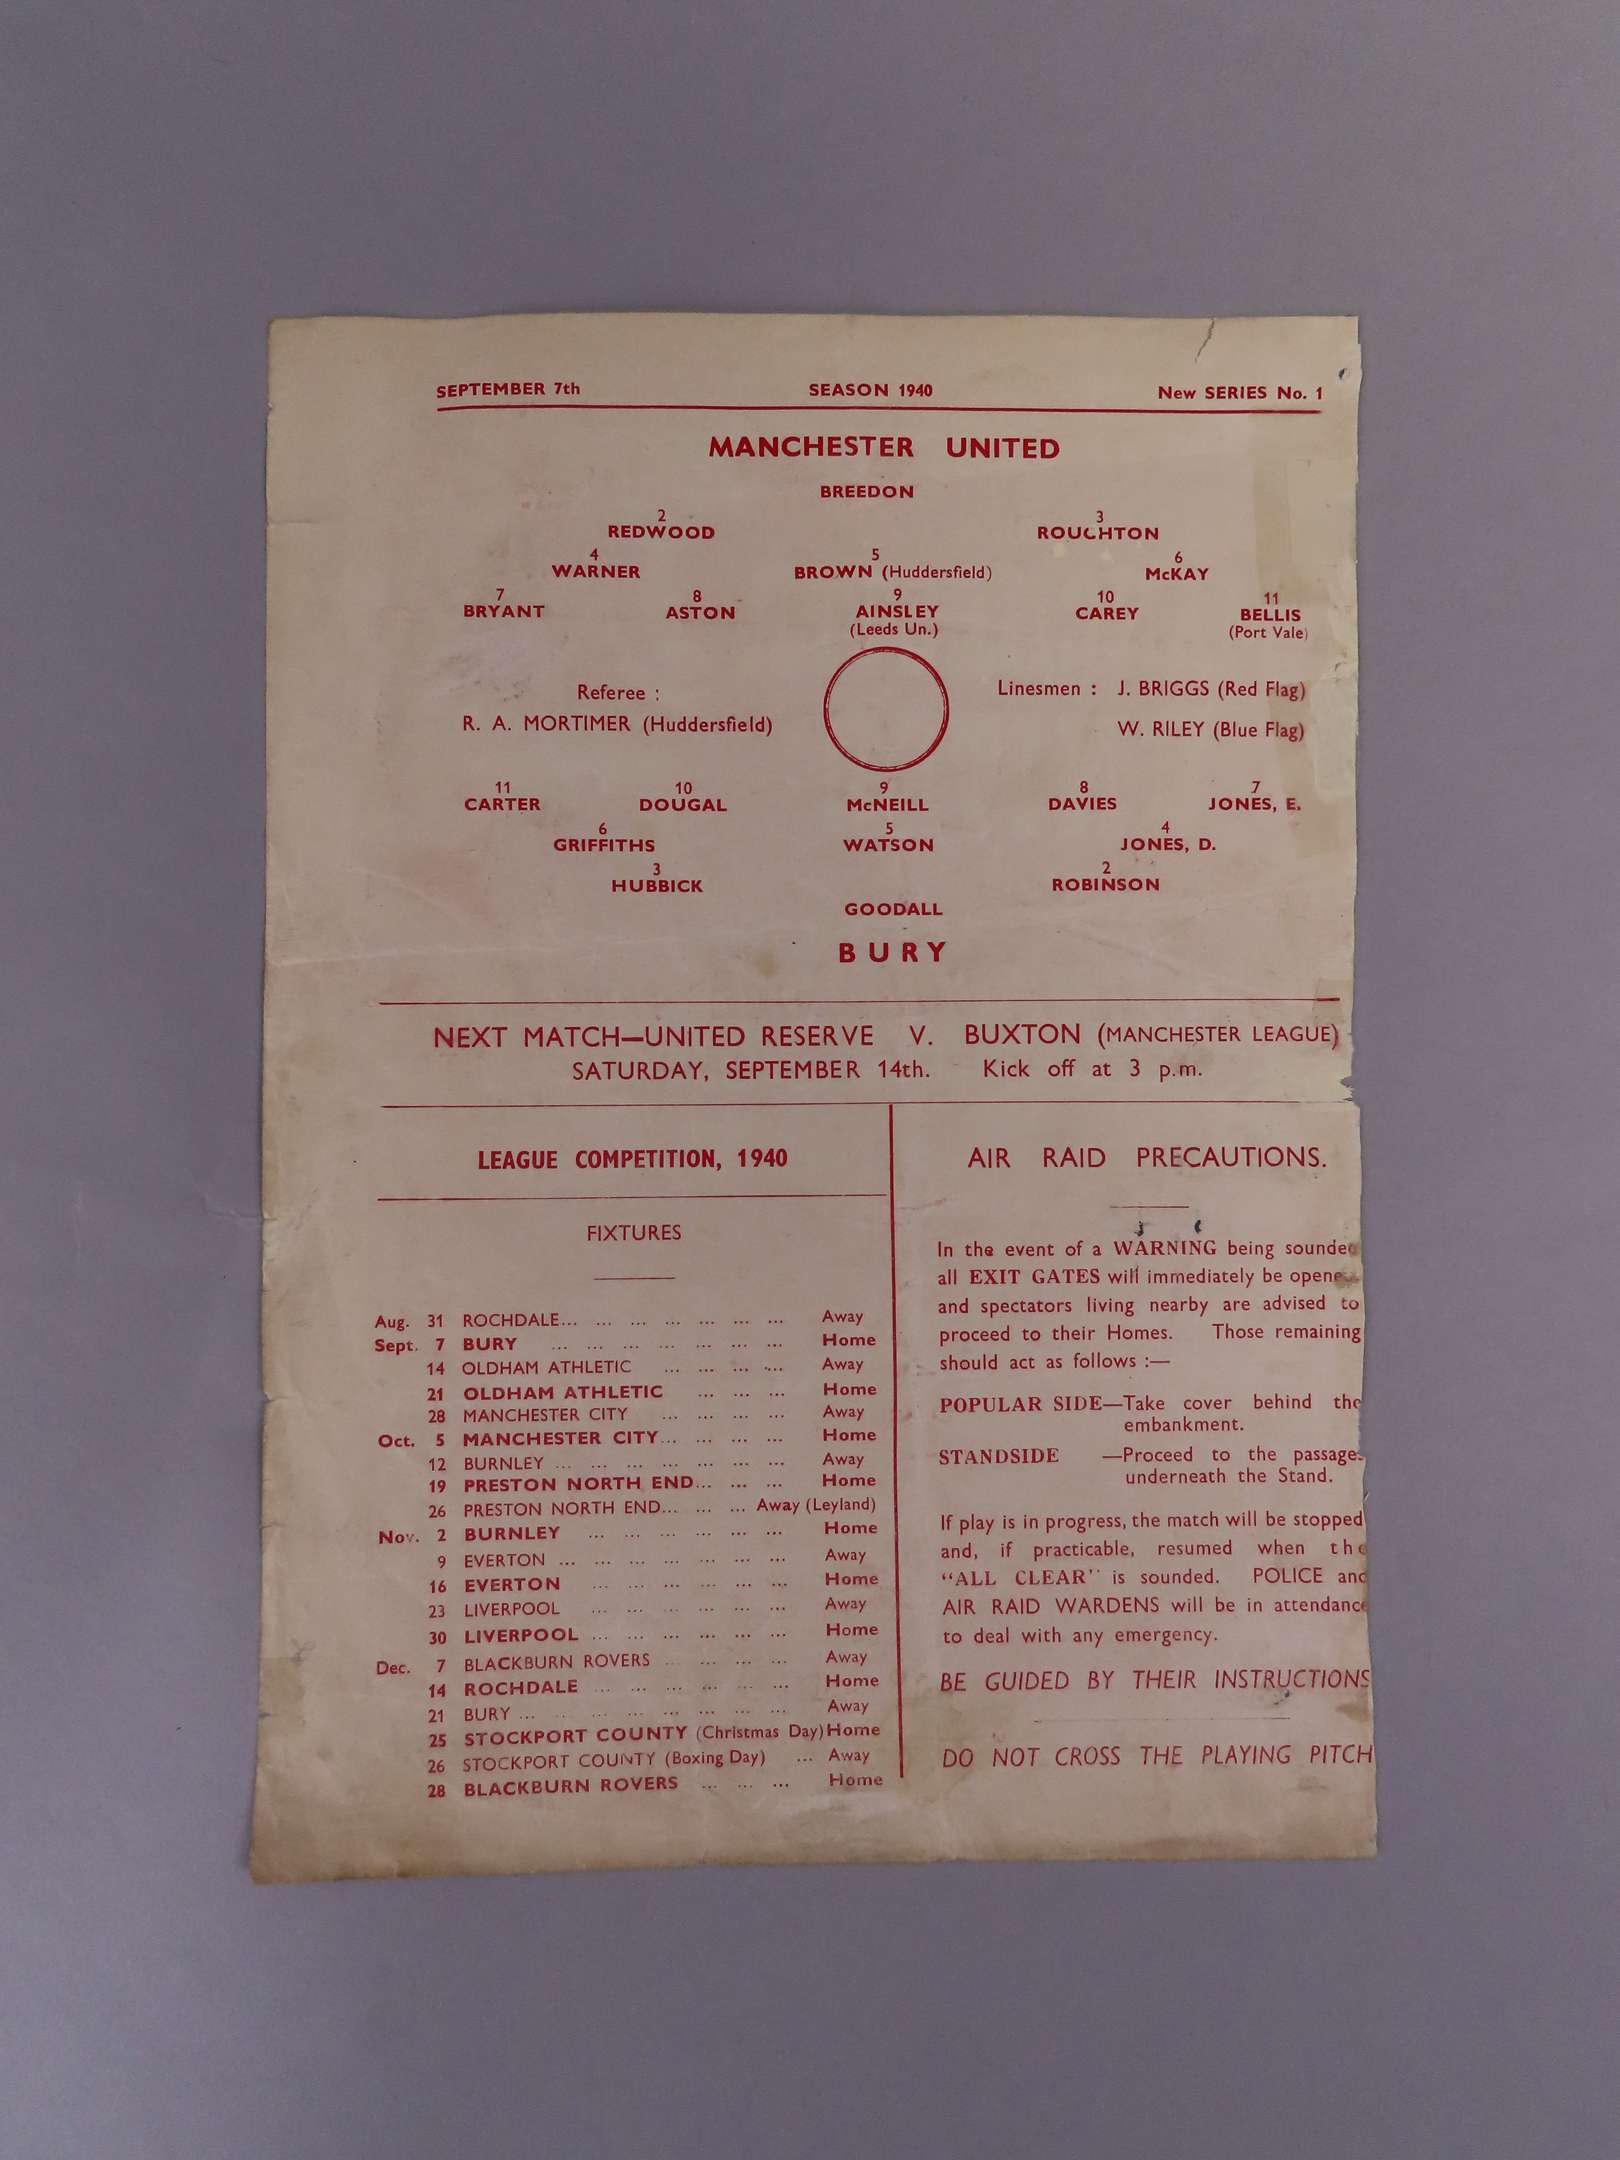 SEPTEMBER 7th SEASON 1940 New SERIES No. 1
MANCHESTER UNITED
BREEDON
2 3
REDWOOD ROUGHTON
4 5 6
WARNER BROWN (Huddersfield) McKAY
7 8 9 10 11
BRYANT ASTON AINSLEY CAREY BELLIS
(Leeds Un.) (Port Vale)
Referee : Linesmen : J. BRIGGS (Red Flag)
R. A. MORTIMER (Huddersfield) W. RILEY (Blue Flag)
11 10 9 8 7
CARTER DOUGAL McNEILL DAVIES JONES, E.
6 5 4
GRIFFITHS WATSON JONES, D.
3 2
HUBBICK ROBINSON
GOODALL
BURY
NEXT MATCH—UNITED RESERVE V. BUXTON (MANCHESTER LEAGUE)
SATURDAY, SEPTEMBER 14th. Kick off at 3 p.m.
LEAGUE COMPETITION, 1940
FIXTURES
Aug. 31 ROCHDALE... ... ... ... ... ... ... Away
Sept. 7 BURY ... ... ... ... ... ... ... Home
14 OLDHAM ATHLETIC ... ... ... ... Away
21 OLDHAM ATHLETIC ... ... ... Home
28 MANCHESTER CITY ... ... ... ... Away
Oct. 5 MANCHESTER CITY... ... ... ... Home
12 BURNLEY ... ... ... ... ... ... ... Away
19 PRESTON NORTH END... ... ... Home
26 PRESTON NORTH END... ... ... Away (Leyland)
Nov. 2 BURNLEY ... ... ... ... ... ... Home
9 EVERTON ... ... ... ... ... ... ... Away
16 EVERTON ... ... ... ... ... ... Home
23 LIVERPOOL ... ... ... ... ... ... Away
30 LIVERPOOL ... ... ... ... ... ... Home
Dec. 7 BLACKBURN ROVERS ... ... ... ... Away
14 ROCHDALE ... ... ... ... ... ... Home
21 BURY ... ... ... ... ... ... ... ... Away
25 STOCKPORT COUNTY (Christmas Day) Home
26 STOCKPORT COUNTY (Boxing Day) ... Away
28 BLACKBURN ROVERS ... ... ... Home
AIR RAID PRECAUTIONS.
In the event of a WARNING being sounded
all EXIT GATES will immediately be opene
and spectators living nearby are advised to
proceed to their Homes. Those remaining
should act as follows :—
POPULAR SIDE—Take cover behind the
embankment.
STANDSIDE —Proceed to the passages
underneath the Stand.
If play is in progress, the match will be stopped
and, if practicable, resumed when the
“ALL CLEAR” is sounded. POLICE and
AIR RAID WARDENS will be in attendance
to deal with any emergency.
BE GUIDED BY THEIR INSTRUCTIONS
DO NOT CROSS THE PLAYING PITCH